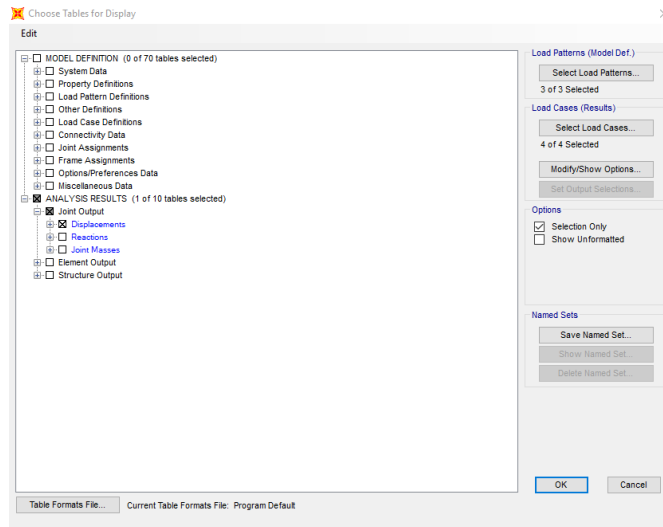 Choose Tables for Display
Edit
MODEL DEFINITION (0 of 70 tables selected)
System Data
Property Definitions
Load Pattern Definitions
Other Definitions
Load Case Definitions
Connectivity Data
Joint Assignments
Frame Assignments
Options/Preferences Data
Miscellaneous Data
ANALYSIS RESULTS (1 of 10 tables selected)
Joint Output
Displacements
Reactions
Joint Masses
Element Output
Structure Output
Load Patterns (Model Def.)
Select Load Patterns...
3 of 3 Selected
Load Cases (Results)
Select Load Cases...
4 of 4 Selected
Modify/Show Options...
Set Output Selections...
Options
Selection Only
Show Unformatted
Named Sets
Save Named Set...
Show Named Set...
Delete Named Set...
OK
Cancel
Table Formats File...
Current Table Formats File: Program Default